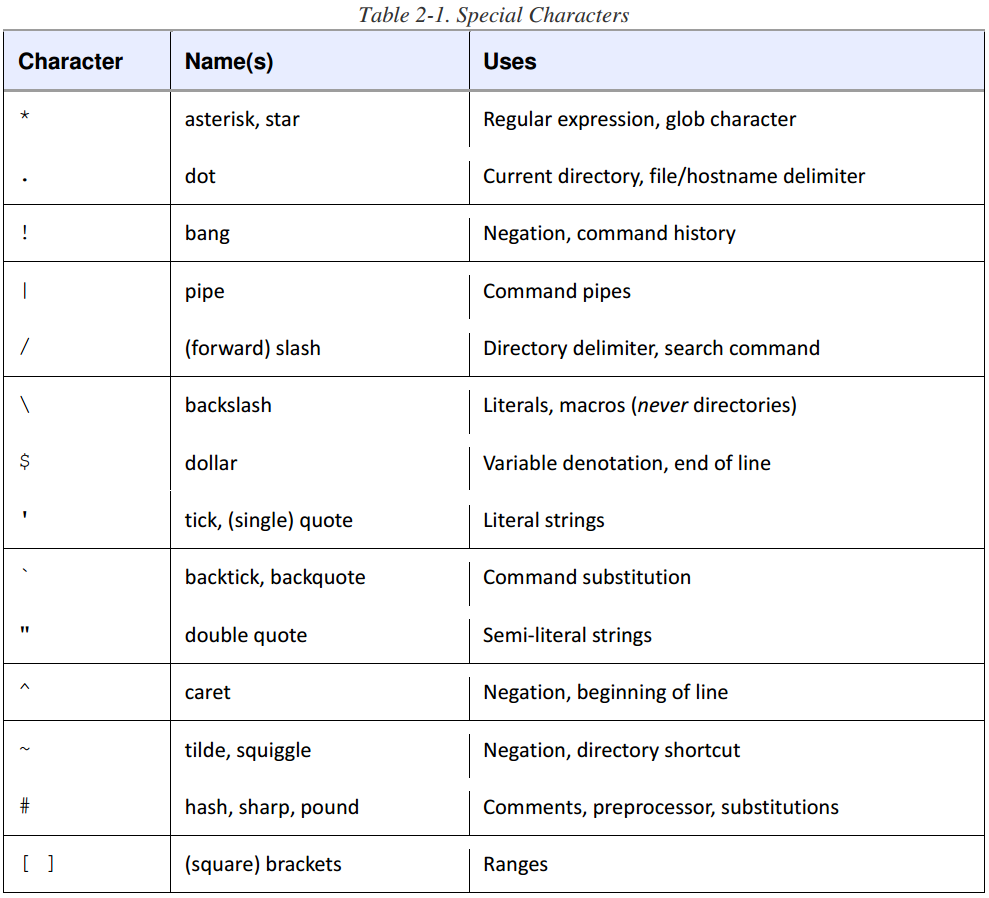 Table 2-1. Special Characters
Character Name(s) Uses
* asterisk, star Regular expression, glob character
. dot Current directory, file/hostname delimiter
! bang Negation, command history
| pipe Command pipes
/ (forward) slash Directory delimiter, search command
\ backslash Literals, macros (never directories)
$ dollar Variable denotation, end of line
' tick, (single) quote Literal strings
` backtick, backquote Command substitution
" double quote Semi-literal strings
^ caret Negation, beginning of line
~ tilde, squiggle Negation, directory shortcut
# hash, sharp, pound Comments, preprocessor, substitutions
[ ] (square) brackets Ranges